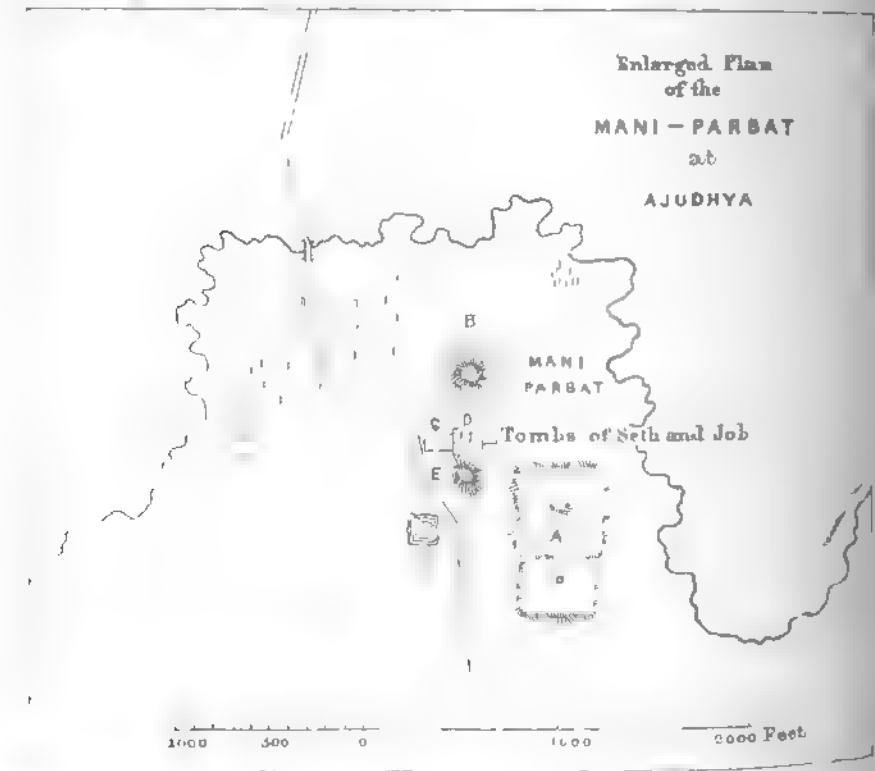 Enlarged Plan
of the
MANI-PARBAT
at
AJUDHYA
B
MANI
PARBAT
C D
Tombs of Seth and Job
E
A
1000 500 0 1000 2000 Feet